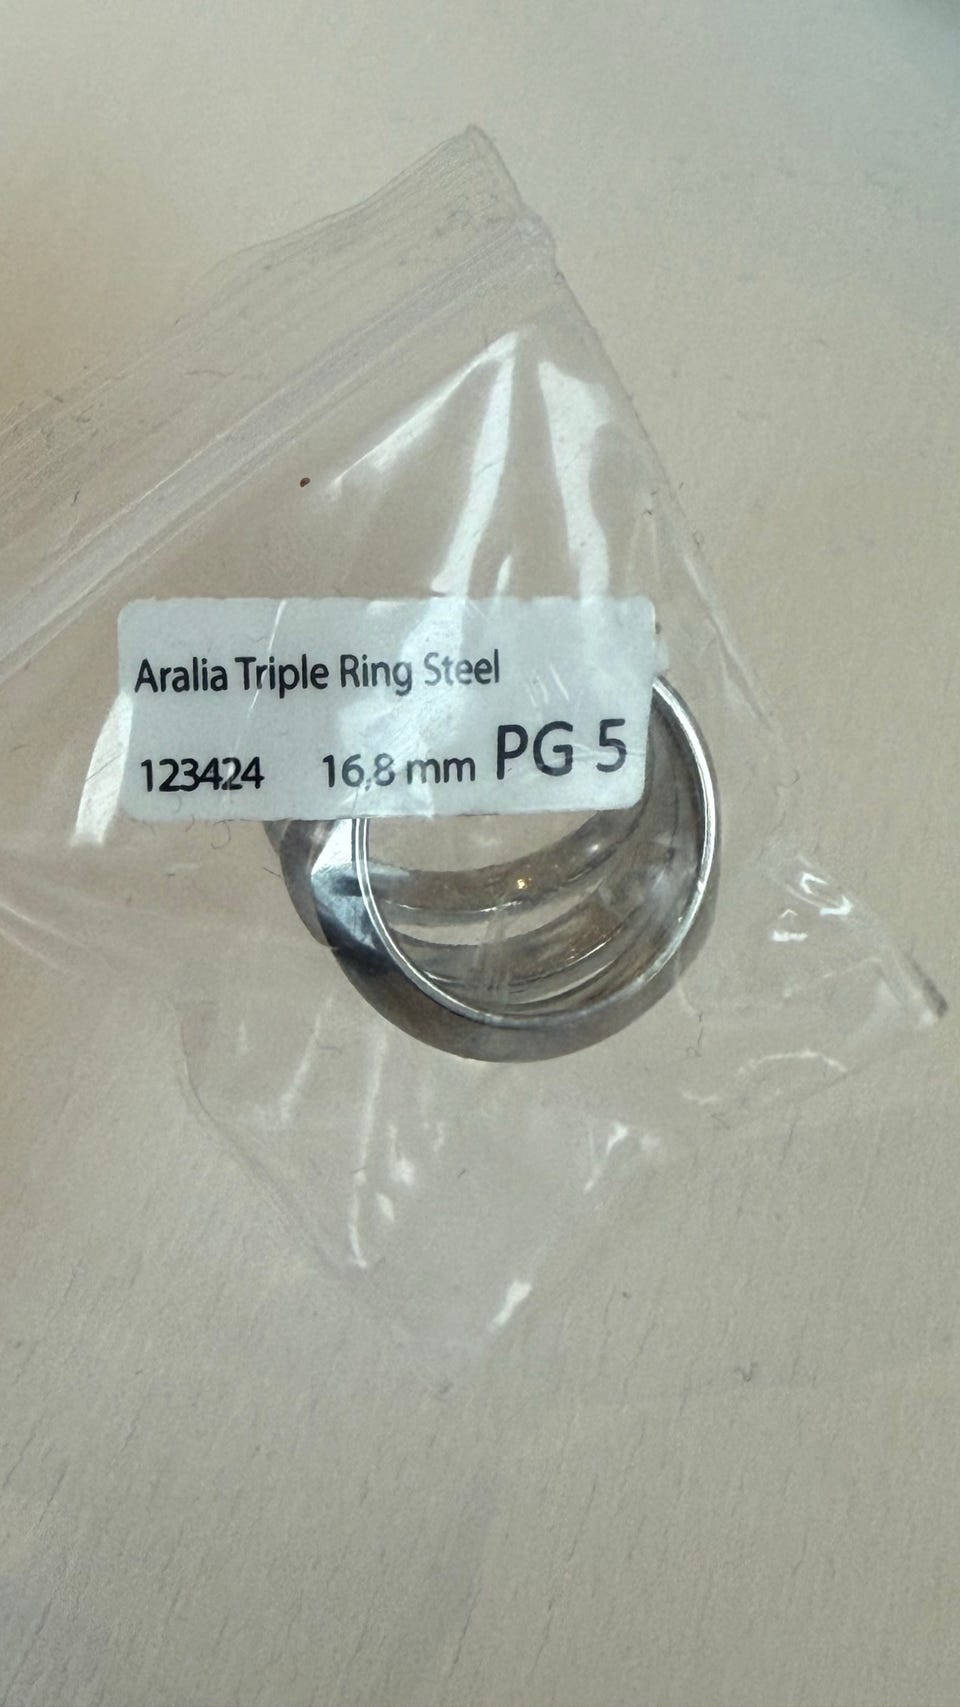 Aralia Triple Ring Steel
123424 16,8 mm PG 5